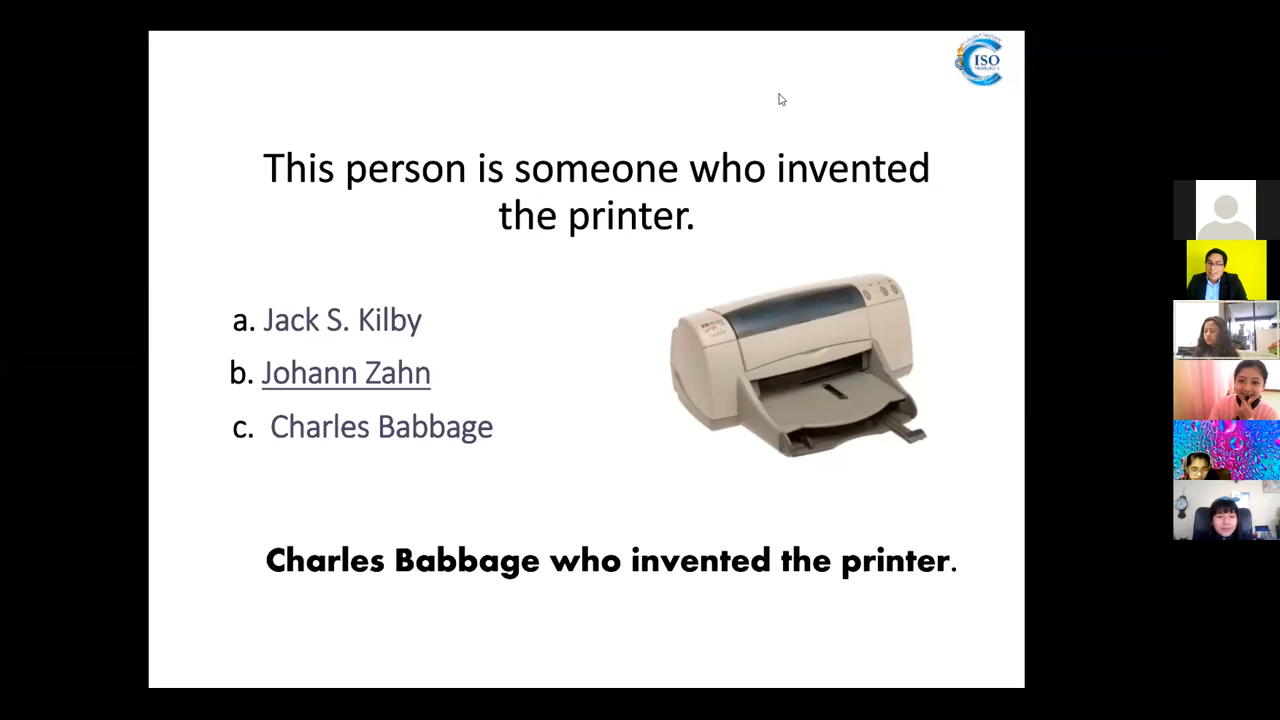 ISO
This person is someone who invented
the printer.
a. Jack S. Kilby
b. Johann Zahn
c. Charles Babbage
Charles Babbage who invented the printer.